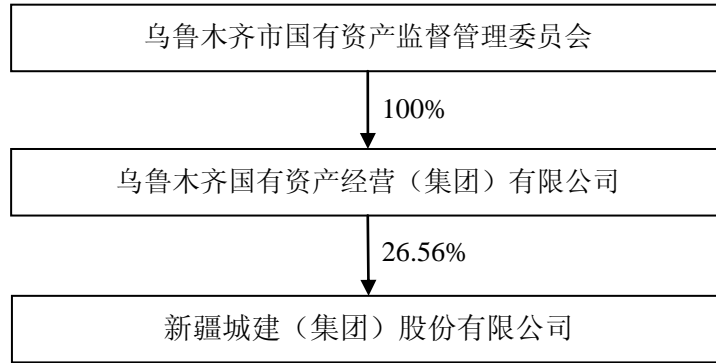 乌鲁木齐市国有资产监督管理委员会
100%
乌鲁木齐国有资产经营（集团）有限公司
26.56%
新疆城建（集团）股份有限公司